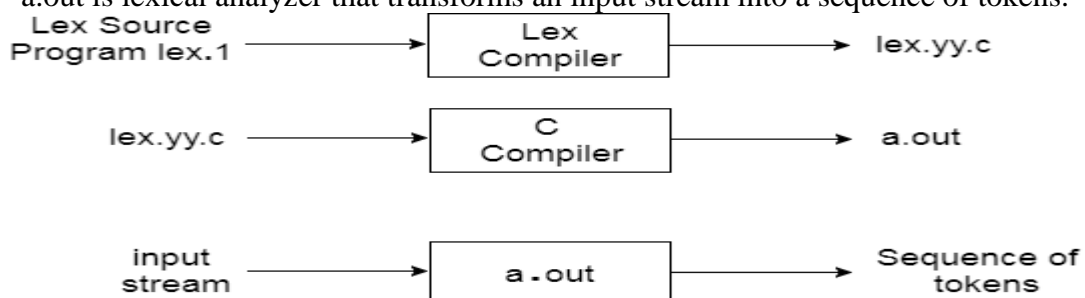 a.out is lexical analyzer that transforms an input stream into a sequence of tokens.
Lex Source
Program lex.1
Lex
Compiler
lex.yy.c
lex.yy.c
C
Compiler
a.out
input
stream
a.out
Sequence of
tokens